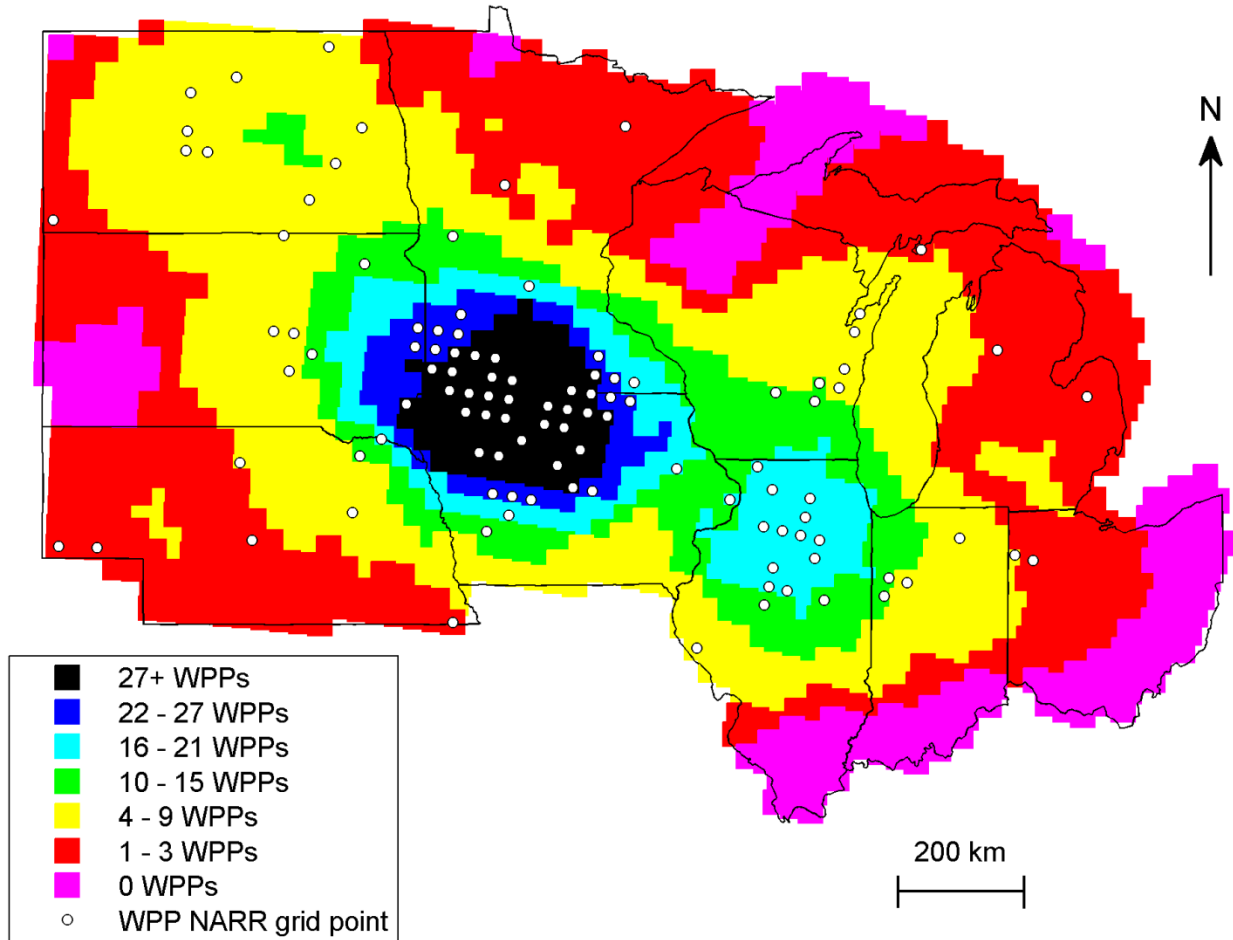 N
200 km
27+ WPPs
22 - 27 WPPs
16 - 21 WPPs
10 - 15 WPPs
4 - 9 WPPs
1 - 3 WPPs
0 WPPs
WPP NARR grid point